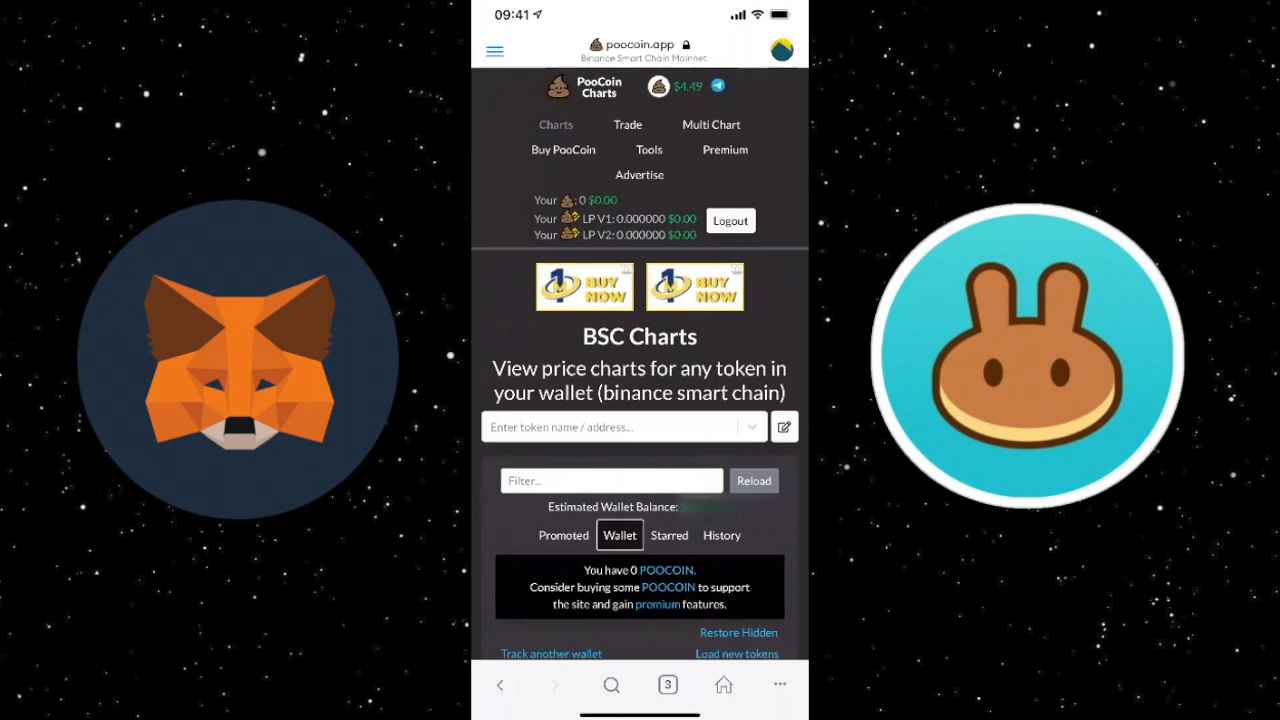 09:41
poocoin.app
Binance Smart Chain Mainnet
PooCoin
Charts
$4.49
Charts Trade Multi Chart
Buy PooCoin Tools Premium
Advertise
Your : 0 $0.00
Your LP V1: 0.000000 $0.00
Your LP V2: 0.000000 $0.00
Logout
1 BUY NOW
1 BUY NOW
BSC Charts
View price charts for any token in
your wallet (binance smart chain)
Enter token name / address...
Filter...
Reload
Estimated Wallet Balance:
Promoted Wallet Starred History
You have 0 POOCOIN.
Consider buying some POOCOIN to support
the site and gain premium features.
Restore Hidden
Track another wallet Load new tokens
3